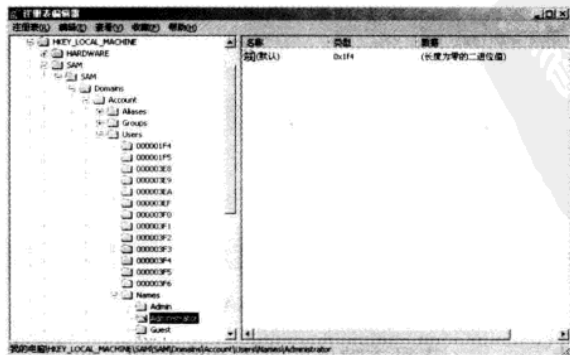 注册表编辑器
注册表(R) 编辑(E) 查看(V) 收藏(F) 帮助(H)
HKEY_LOCAL_MACHINE
HARDWARE
SAM
SAM
Domains
Account
Aliases
Groups
Users
000001F4
000001F5
000003E8
000003E9
000003EA
000003EF
000003F0
000003F1
000003F2
000003F3
000003F4
000003F5
000003F6
Names
Admin
Administrator
Guest
名称 类型 数据
(默认) 0x1f4 (长度为零的二进位值)
我的电脑\HKEY_LOCAL_MACHINE\SAM\SAM\Domains\Account\Users\Names\Administrator